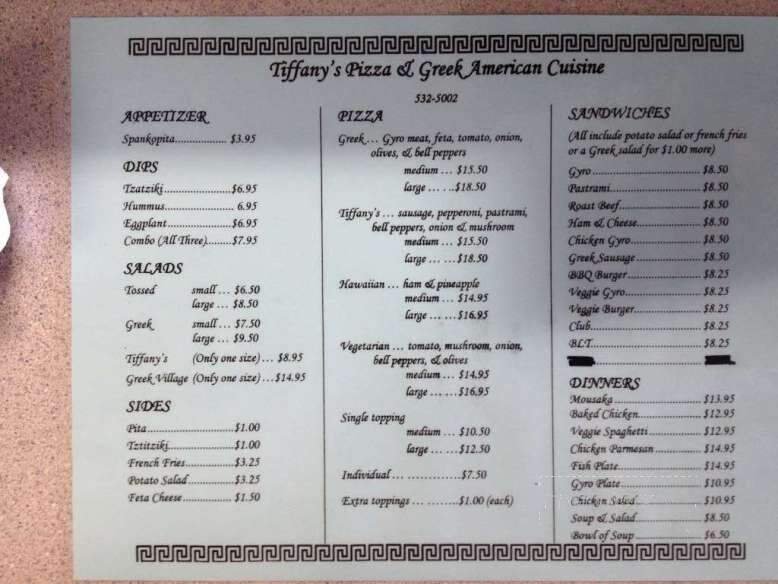 Tiffany's Pizza & Greek American Cuisine
532-5002
APPETIZER
Spankopita................... $3.95
DIPS
Tzatziki.......................$6.95
Hummus..................... 6.95
Eggplant.....................$6.95
Combo (All Three).......$7.95
SALADS
Tossed small ... $6.50
large ... $8.50
Greek small ... $7.50
large ... $9.50
Tiffany's (Only one size) ... $8.95
Greek Village (Only one size) ...$14.95
SIDES
Pita.............................$1.00
Tztitziki.......................$1.00
French Fries.................$3.25
Potato Salad................$3.25
Feta Cheese.................. $1.50
PIZZA
Greek ... Gyro meat, feta, tomato, onion,
olives, & bell peppers
medium ... $15.50
large ... ...$18.50
Tiffany's ... sausage, pepperoni, pastrami,
bell peppers, onion & mushroom
medium ... $15.50
large ... ...$18.50
Hawaiian ... ham & pineapple
medium ... $14.95
large ... ...$16.95
Vegetarian ... tomato, mushroom, onion,
bell peppers, & olives
medium ... $14.95
large ... ...$16.95
Single topping
medium ... $10.50
large ... ...$12.50
Individual ... ..............$7.50
Extra toppings ... .........$1.00 (each)
SANDWICHES
(All include potato salad or french fries
or a Greek salad for $1.00 more)
Gyro ............................. $8.50
Pastrami........................ $8.50
Roast Beef..................... $8.50
Ham & Cheese................ $8.50
Chicken Gyro.................. $8.50
Greek Sausage ............... $8.50
BBQ Burger.................... $8.25
Veggie Gyro.................... $8.25
Veggie Burger................. $8.25
Club............................... $8.25
BLT............................... $8.25
DINNERS
Mousaka ....................... $13.95
Baked Chicken................ $12.95
Veggie Spaghetti ............. $12.95
Chicken Parmesan ........... $14.95
Fish Plate....................... $14.95
Gyro Plate...................... $10.95
Chicken Salad................. $10.95
Soup & Salad.................. $8.50
Bowl of Soup .................. $6.50